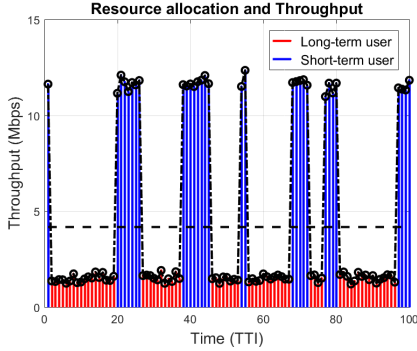 Resource allocation and Throughput
15
Long-term user
Short-term user
10
5
0
Throughput (Mbps)
0 20 40 60 80 100
Time (TTI)